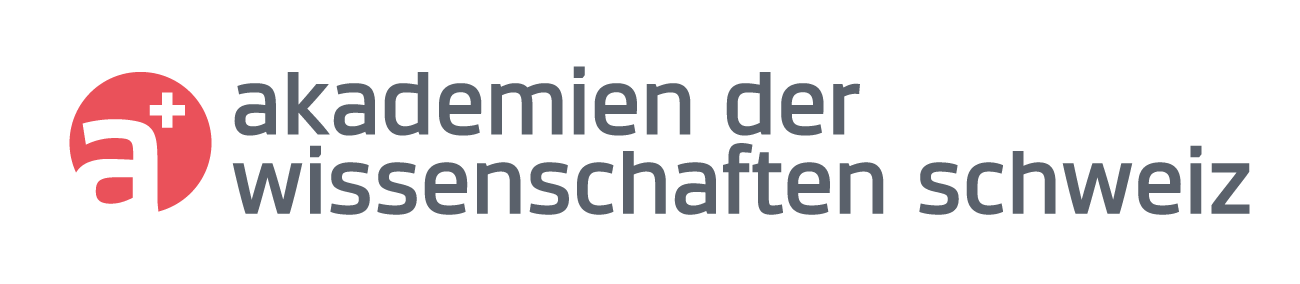 a+
akademien der
wissenschaften schweiz